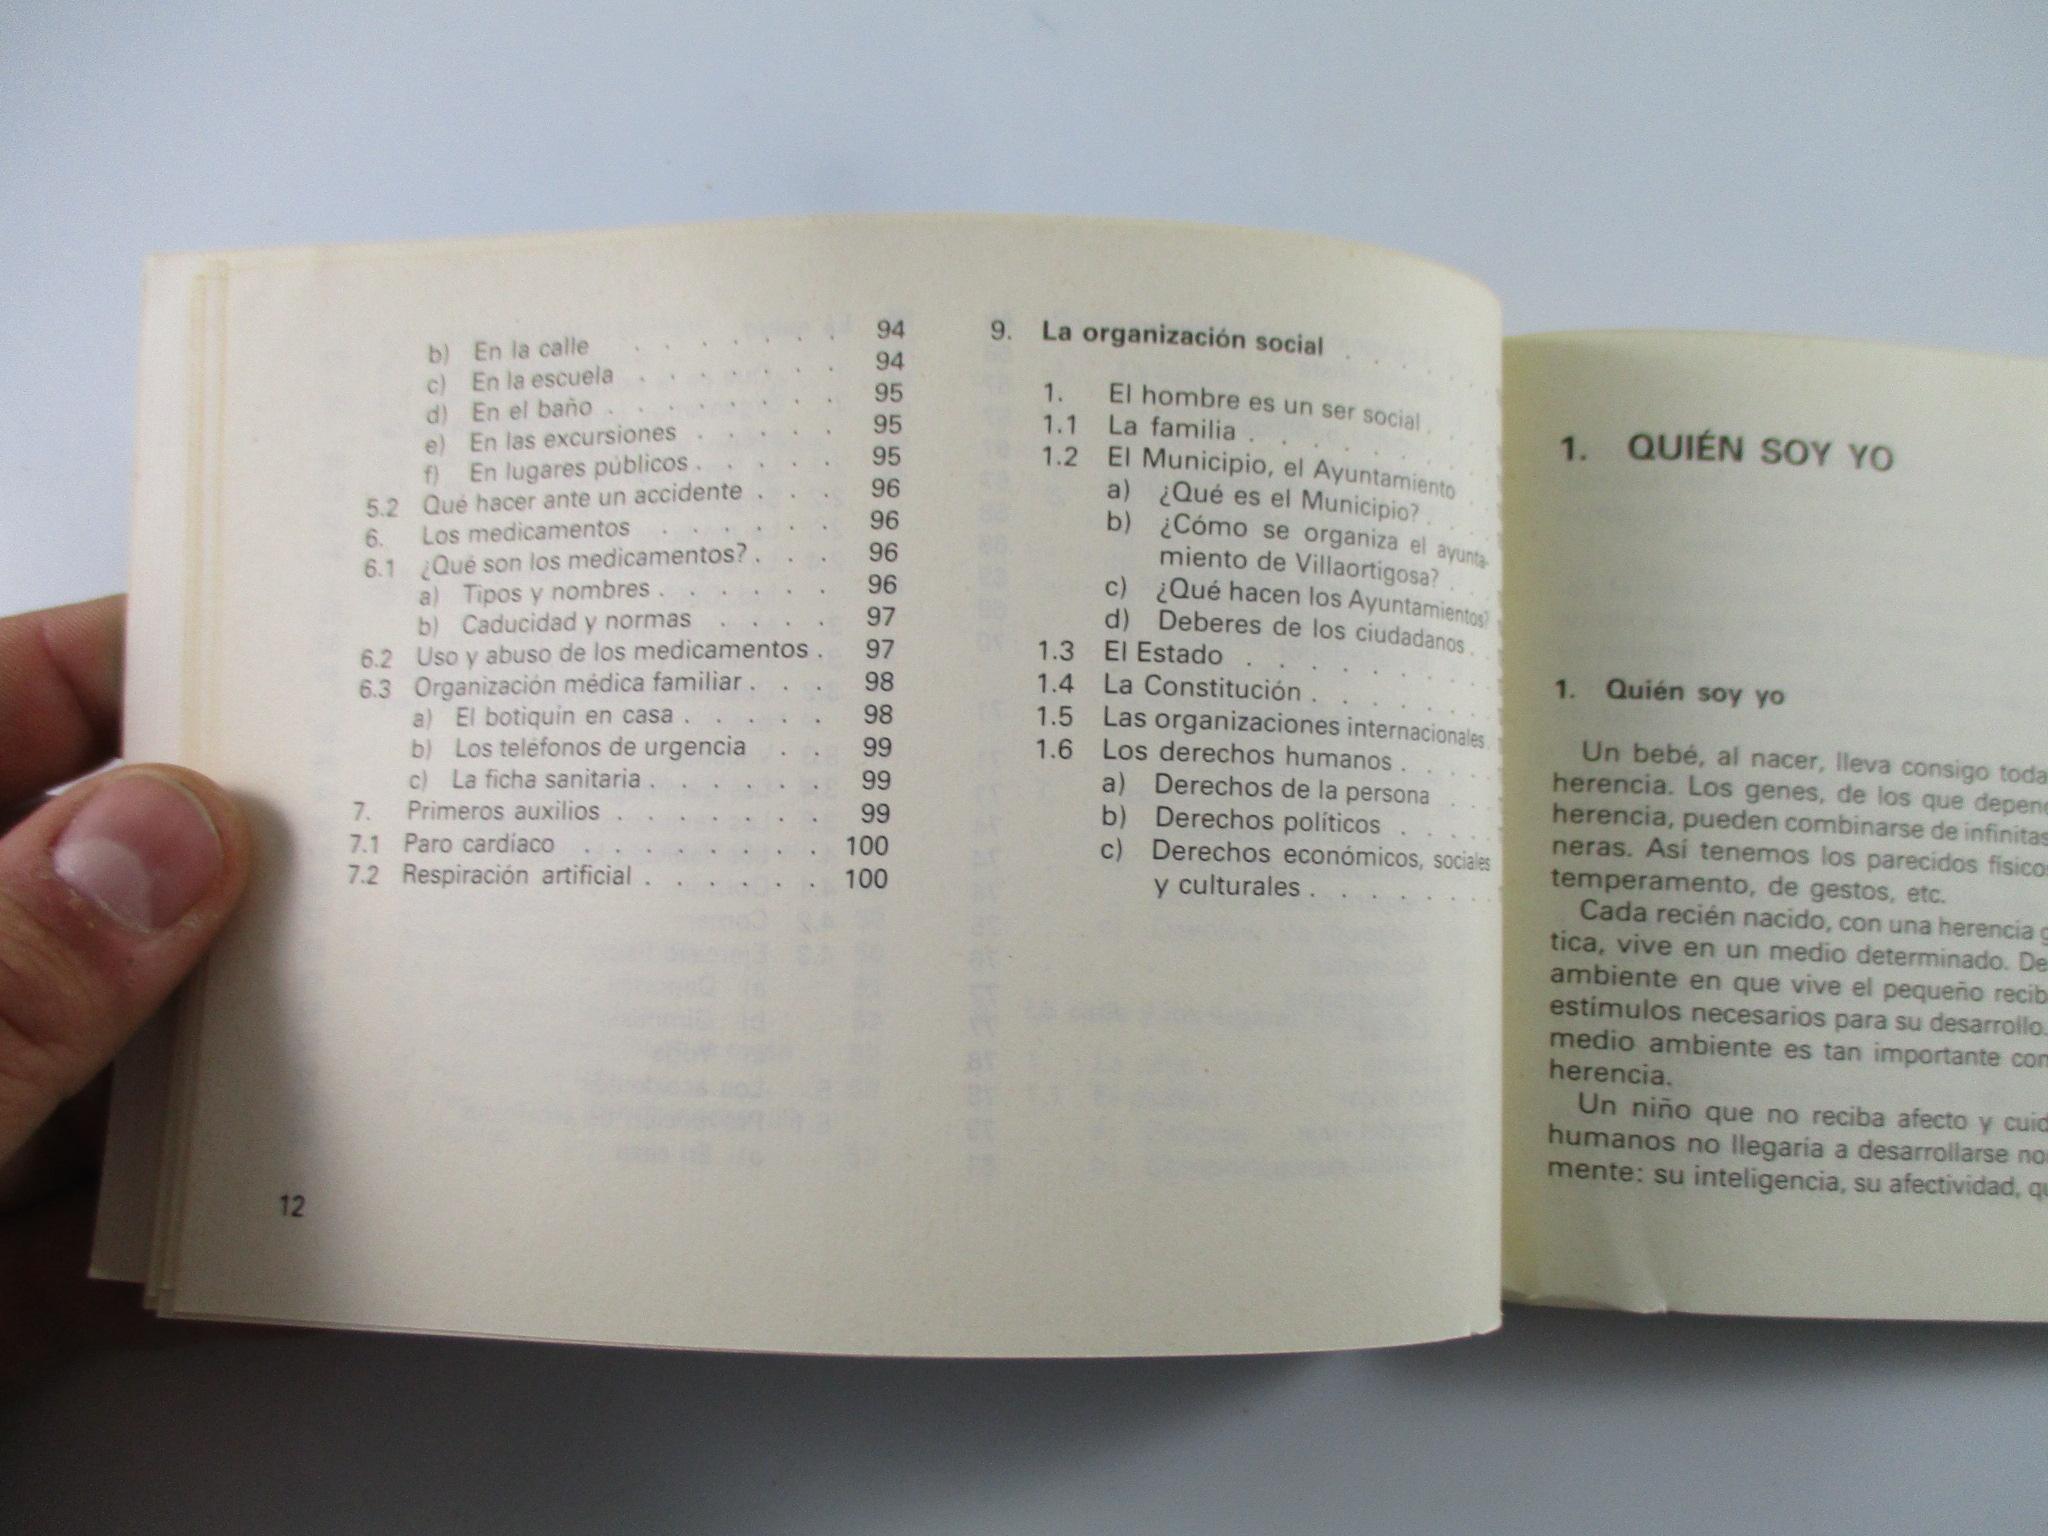 b) En la calle . . . . . . . 94
c) En la escuela . . . . . . . 94
d) En el baño . . . . . . . . 95
e) En las excursiones . . . . . 95
f) En lugares públicos . . . . . 95
5.2 Qué hacer ante un accidente . . . 96
6. Los medicamentos . . . . . . 96
6.1 ¿Qué son los medicamentos? . . . 96
a) Tipos y nombres . . . . . . 96
b) Caducidad y normas . . . . 97
6.2 Uso y abuso de los medicamentos . 97
6.3 Organización médica familiar . . . 98
a) El botiquín en casa . . . . . 98
b) Los teléfonos de urgencia . . 99
c) La ficha sanitaria . . . . . . 99
7. Primeros auxilios . . . . . . . 99
7.1 Paro cardíaco . . . . . . . . 100
7.2 Respiración artificial . . . . . . 100
12
9. La organización social . . . . .
1. El hombre es un ser social . . .
1.1 La familia . . . . . . . .
1.2 El Municipio, el Ayuntamiento .
a) ¿Qué es el Municipio? . . .
b) ¿Cómo se organiza el ayunta-
miento de Villaortigosa? . .
c) ¿Qué hacen los Ayuntamientos?
d) Deberes de los ciudadanos . .
1.3 El Estado . . . . . . . .
1.4 La Constitución . . . . . .
1.5 Las organizaciones internacionales .
1.6 Los derechos humanos . . . .
a) Derechos de la persona . . .
b) Derechos políticos . . . .
c) Derechos económicos, sociales
y culturales . . . . . . .
1. QUIÉN SOY YO
1. Quién soy yo
Un bebé, al nacer, lleva consigo toda
herencia. Los genes, de los que depen
herencia, pueden combinarse de infinitas
neras. Así tenemos los parecidos físico
temperamento, de gestos, etc.
Cada recién nacido, con una herencia g
tica, vive en un medio determinado. De
ambiente en que vive el pequeño recib
estímulos necesarios para su desarrollo.
medio ambiente es tan importante com
herencia.
Un niño que no reciba afecto y cuid
humanos no llegaría a desarrollarse no
mente: su inteligencia, su afectividad, qu